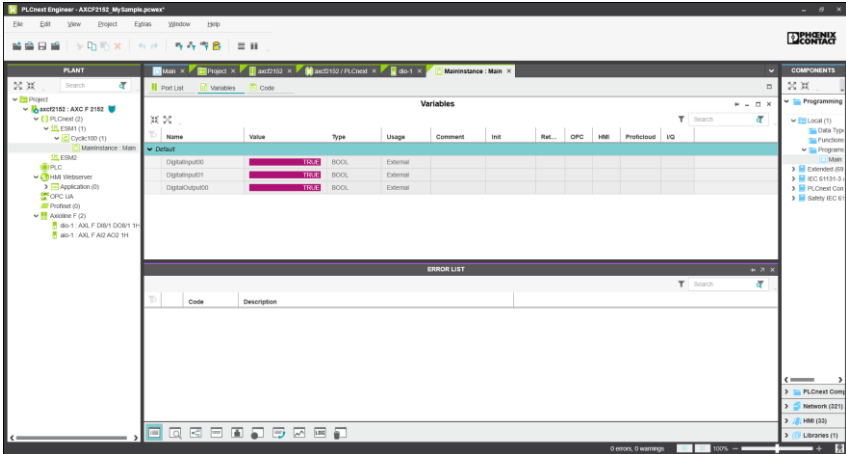 PLCnext Engineer - AXCF2152_MySample.pcwex*
File Edit View Project Extras Window Help
PHOENIX
CONTACT
PLANT
Search
Project
axcf2152 : AXC F 2152
PLCnext (2)
ESM1 (1)
Cyclic100 (1)
MainInstance : Main
ESM2
PLC
HMI Webserver
Application (0)
OPC UA
Profinet (0)
Axioline F (2)
dio-1 : AXL F DI8/1 DO8/1 1H
aio-1 : AXL F AI2 AO2 1H
Main × Project × axcf2152 × axcf2152 / PLCnext × dio-1 × MainInstance : Main ×
Port List Variables Code
Variables
Search
Name Value Type Usage Comment Init Ret... OPC HMI Proficloud I/Q
Default
DigitalInput00 TRUE BOOL External
DigitalInput01 TRUE BOOL External
DigitalOutput00 TRUE BOOL External
ERROR LIST
Search
Code Description
LOG
COMPONENTS
Programming
Local (1)
Data Type
Functions
Programs
Main
Extended (69
IEC 61131-3
PLCnext Con
Safety IEC 61
PLCnext Comp
Network (321)
HMI (33)
Libraries (1)
0 errors, 0 warnings 100%